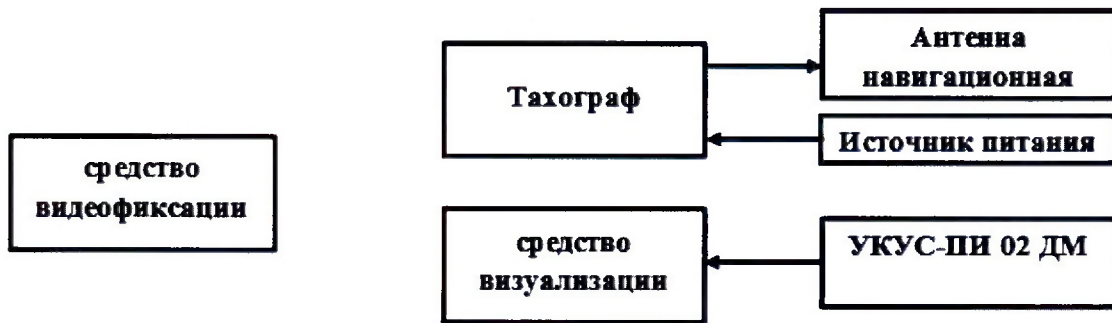 Антенна
навигационная
Тахограф
Источник питания
средство
видеофиксации
средство
визуализации
УКУС-ПИ 02 ДМ